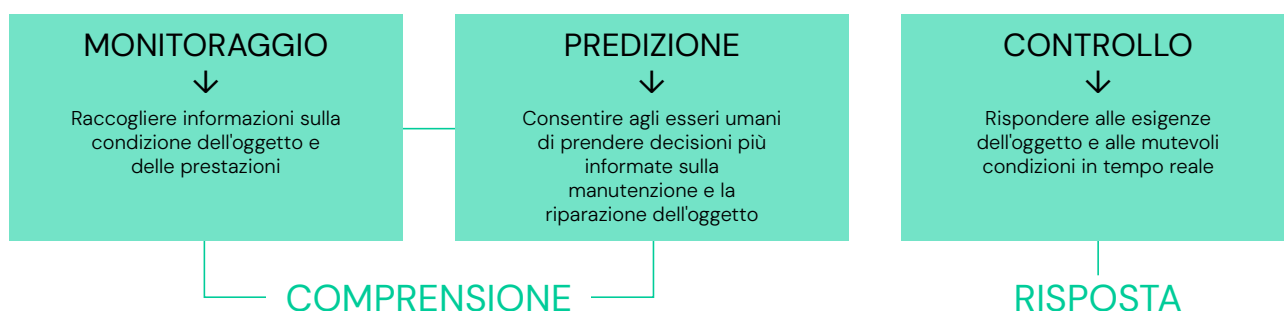 MONITORAGGIO
Raccogliere informazioni sulla
condizione dell'oggetto e
delle prestazioni
PREDIZIONE
Consentire agli esseri umani
di prendere decisioni più
informate sulla
manutenzione e la
riparazione dell'oggetto
CONTROLLO
Rispondere alle esigenze
dell'oggetto e alle mutevoli
condizioni in tempo reale
COMPRENSIONE
RISPOSTA